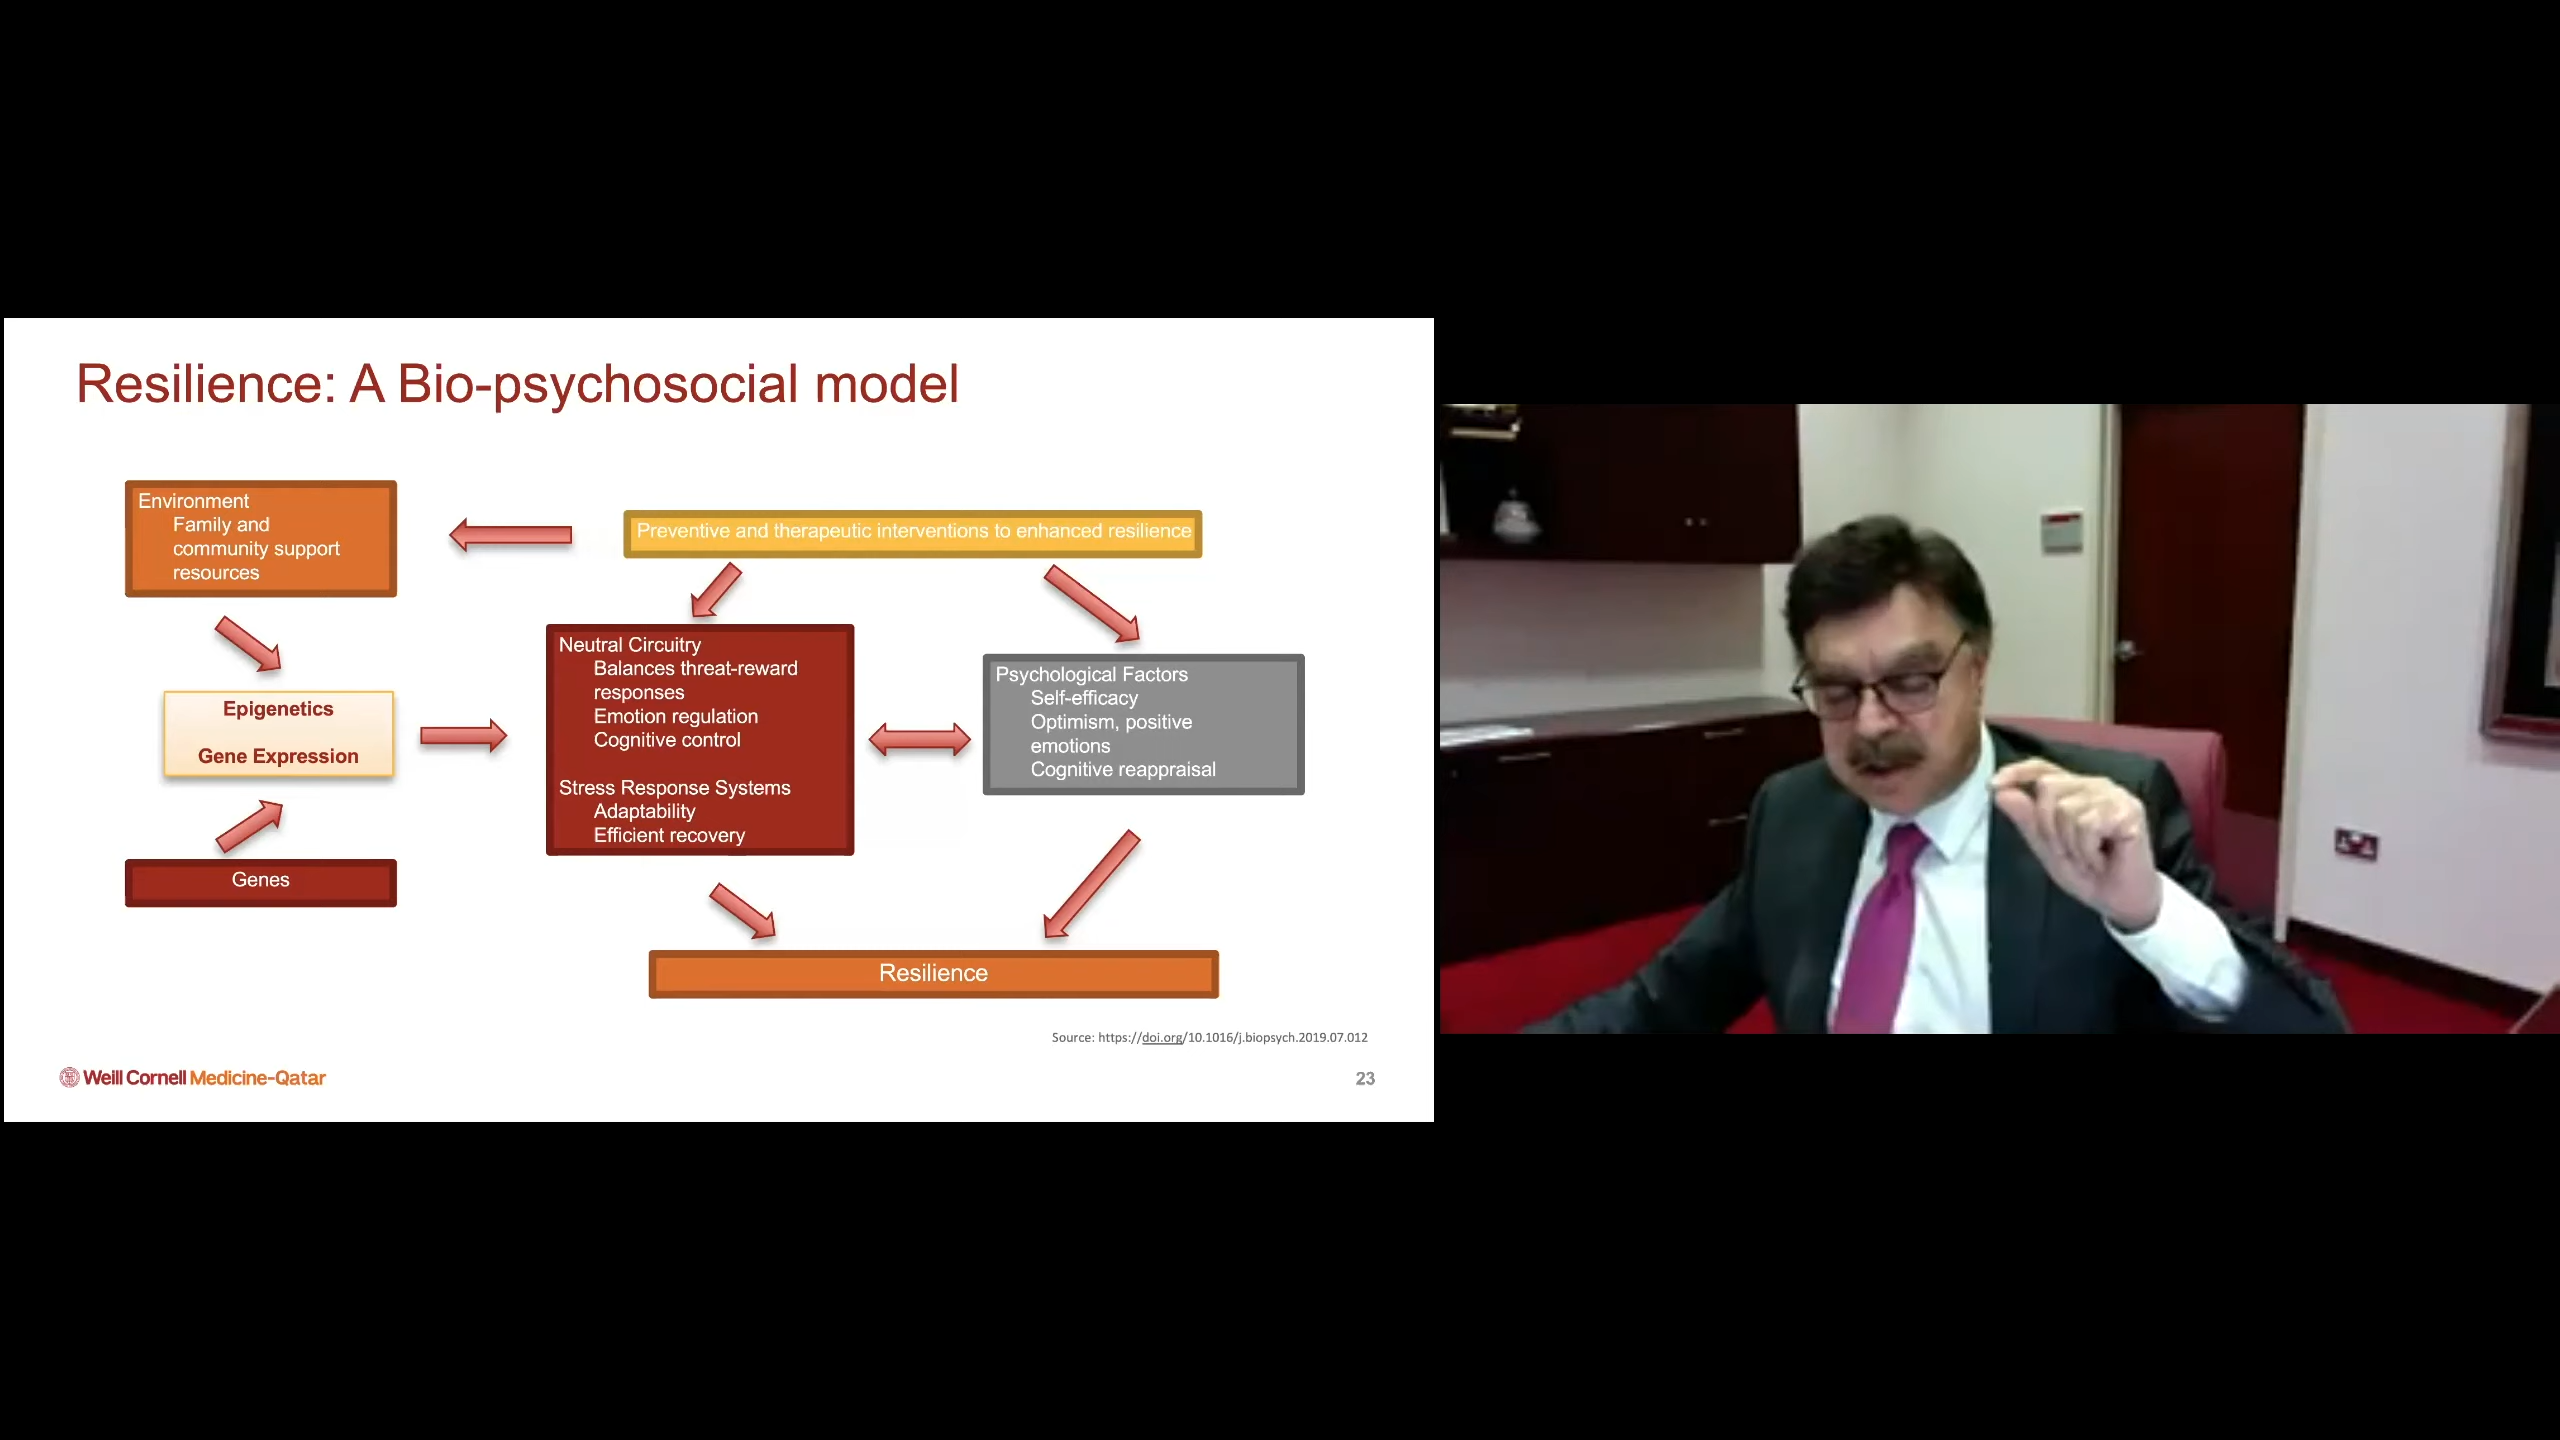 Resilience: A Bio-psychosocial model
Environment
Family and
community support
resources
Preventive and therapeutic interventions to enhanced resilience
Epigenetics
Gene Expression
Genes
Neutral Circuitry
Balances threat-reward
responses
Emotion regulation
Cognitive control
Stress Response Systems
Adaptability
Efficient recovery
Psychological Factors
Self-efficacy
Optimism, positive
emotions
Cognitive reappraisal
Resilience
Source: https://doi.org/10.1016/j.biopsych.2019.07.012
Weill Cornell Medicine-Qatar
23